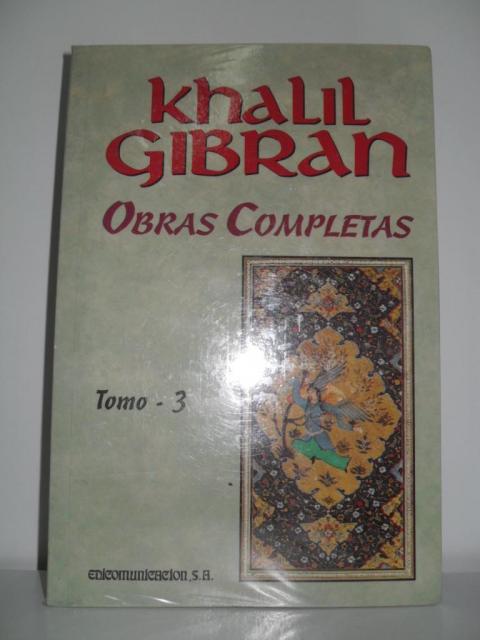 Khalil
GIBRAN
OBRAS COMPLETAS
Tomo - 3
EDICOMUNICACION, S.A.